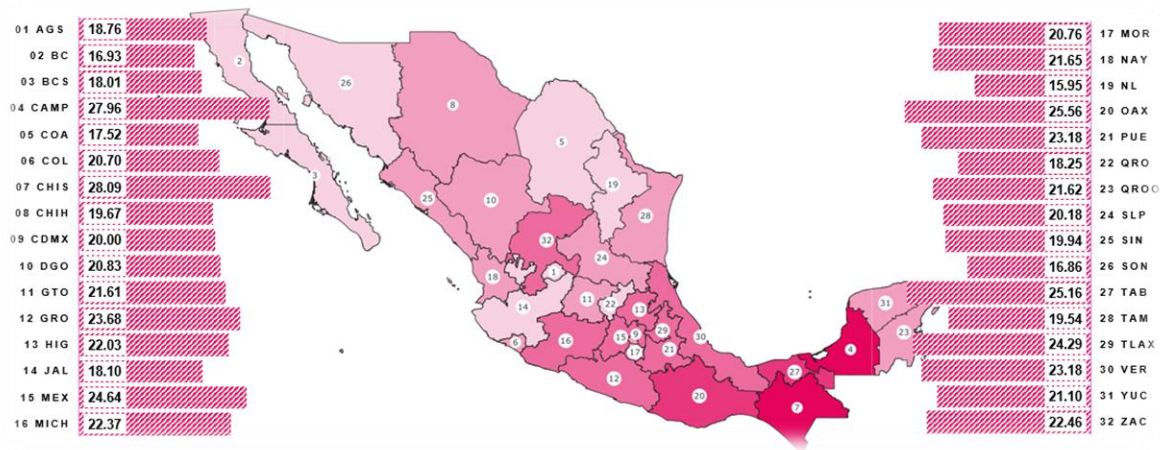 01 AGS 18.76
02 BC 16.93
03 BCS 18.01
04 CAMP 27.96
05 COA 17.52
06 COL 20.70
07 CHIS 28.09
08 CHIH 19.67
09 CDMX 20.00
10 DGO 20.83
11 GTO 21.61
12 GRO 23.68
13 HIG 22.03
14 JAL 18.10
15 MEX 24.64
16 MICH 22.37
2
26
8
5
3
19
25
10
28
32
24
18
1
11
22
14
13
31
6
16
15
9
29
30
23
17
21
4
12
27
20
7
20.76 17 MOR
21.65 18 NAY
15.95 19 NL
25.56 20 OAX
23.18 21 PUE
18.25 22 QRO
21.62 23 QROO
20.18 24 SLP
19.94 25 SIN
16.86 26 SON
25.16 27 TAB
19.54 28 TAM
24.29 29 TLAX
23.18 30 VER
21.10 31 YUC
22.46 32 ZAC